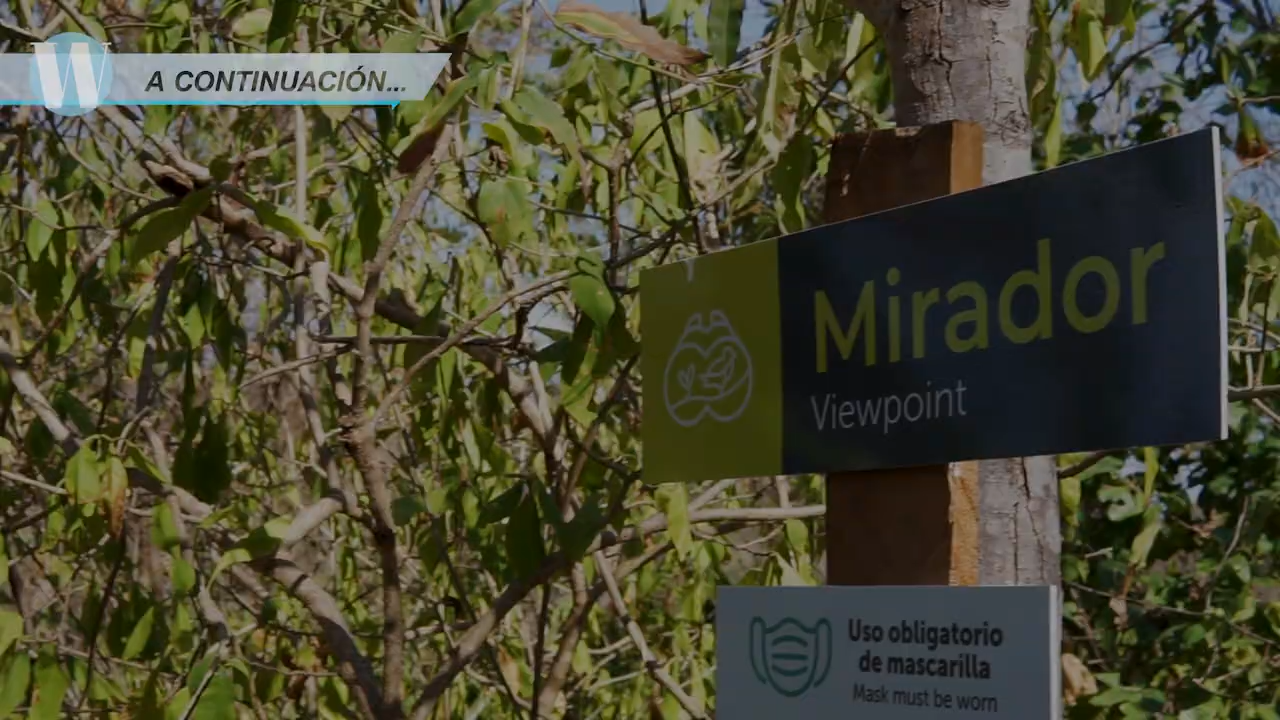 W
A CONTINUACIÓN...
Mirador
Viewpoint
Uso obligatorio
de mascarilla
Mask must be worn